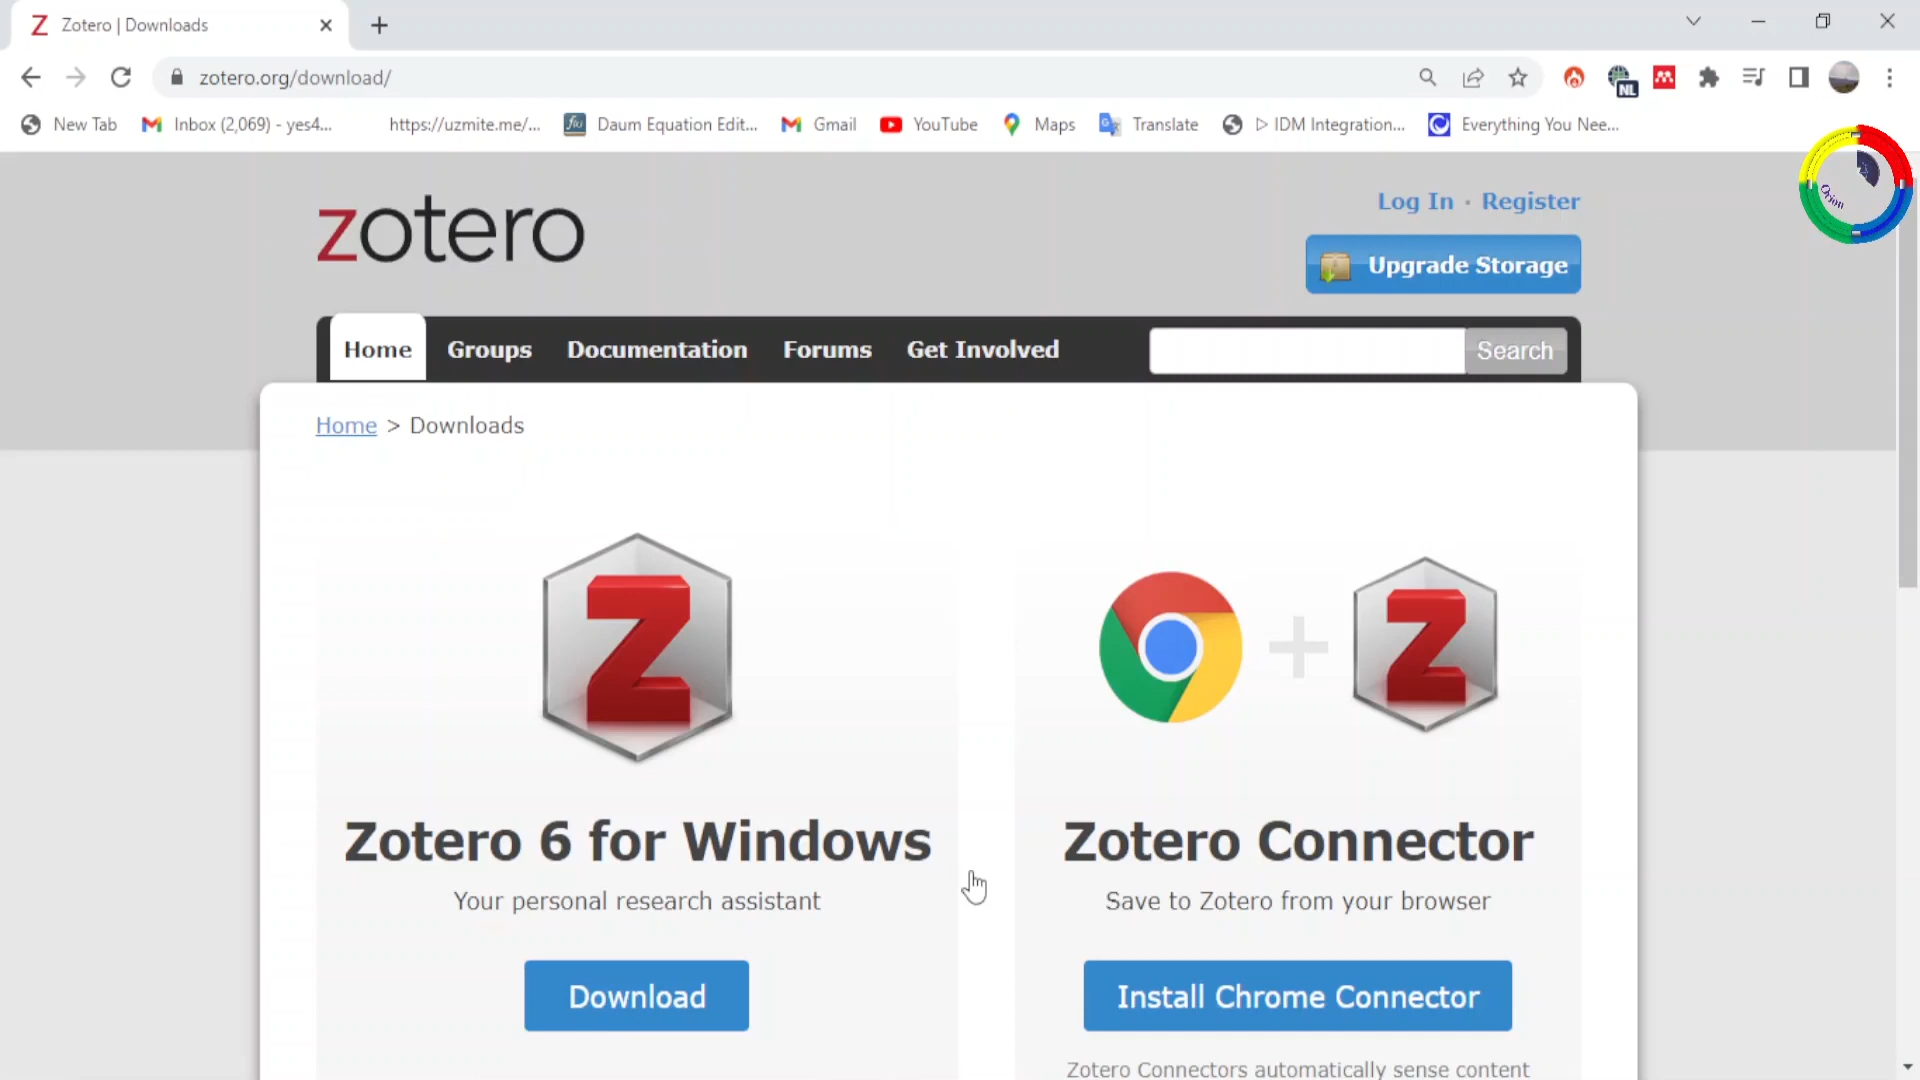 Zotero | Downloads
zotero.org/download/
NL
New Tab
Inbox (2,069) - yes4...
https://uzmite.me/...
Daum Equation Edit...
Gmail
YouTube
Maps
Translate
▷ IDM Integration...
Everything You Nee...
Orion
zotero
Log In · Register
Upgrade Storage
Home
Groups
Documentation
Forums
Get Involved
Search
Home > Downloads
Zotero 6 for Windows
Your personal research assistant
Download
Zotero Connector
Save to Zotero from your browser
Install Chrome Connector
Zotero Connectors automatically sense content